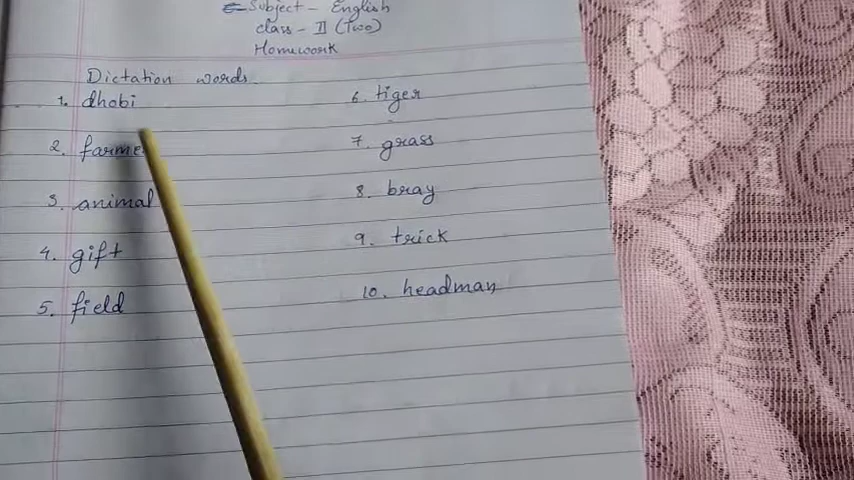 Subject - English
class - II (Two)
Homework
Dictation words
1. dhobi
2. farme
3. animal
4. gift
5. field
6. tiger
7. grass
8. bray
9. trick
10. headman